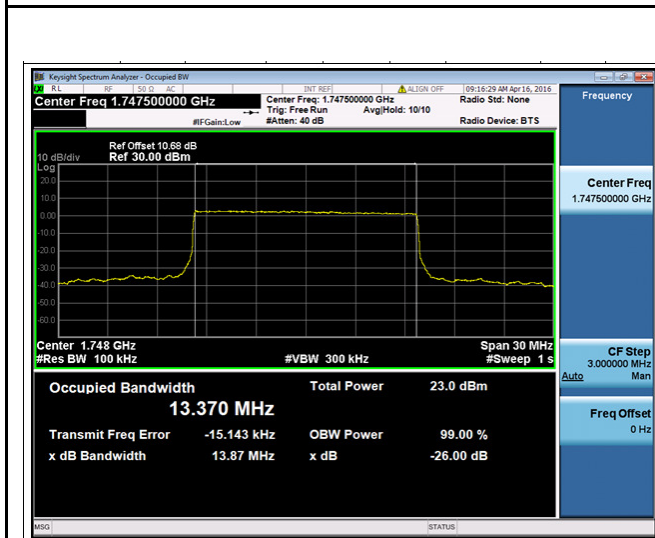 Keysight Spectrum Analyzer - Occupied BW
LXI RL RF 50 Ω AC INT REF ALIGN OFF 09:16:29 AM Apr 16, 2016
Center Freq 1.747500000 GHz
Center Freq: 1.747500000 GHz
Radio Std: None
Trig: Free Run Avg|Hold: 10/10
#IFGain:Low
#Atten: 40 dB
Radio Device: BTS
Ref Offset 10.68 dB
10 dB/div Ref 30.00 dBm
Log
20.0
10.0
0.00
-10.0
-20.0
-30.0
-40.0
-50.0
-60.0
Center 1.748 GHz Span 30 MHz
#Res BW 100 kHz #VBW 300 kHz #Sweep 1 s
Occupied Bandwidth Total Power 23.0 dBm
13.370 MHz
Transmit Freq Error -15.143 kHz OBW Power 99.00 %
x dB Bandwidth 13.87 MHz x dB -26.00 dB
MSG STATUS
Frequency
Center Freq
1.747500000 GHz
CF Step
3.000000 MHz
Auto Man
Freq Offset
0 Hz